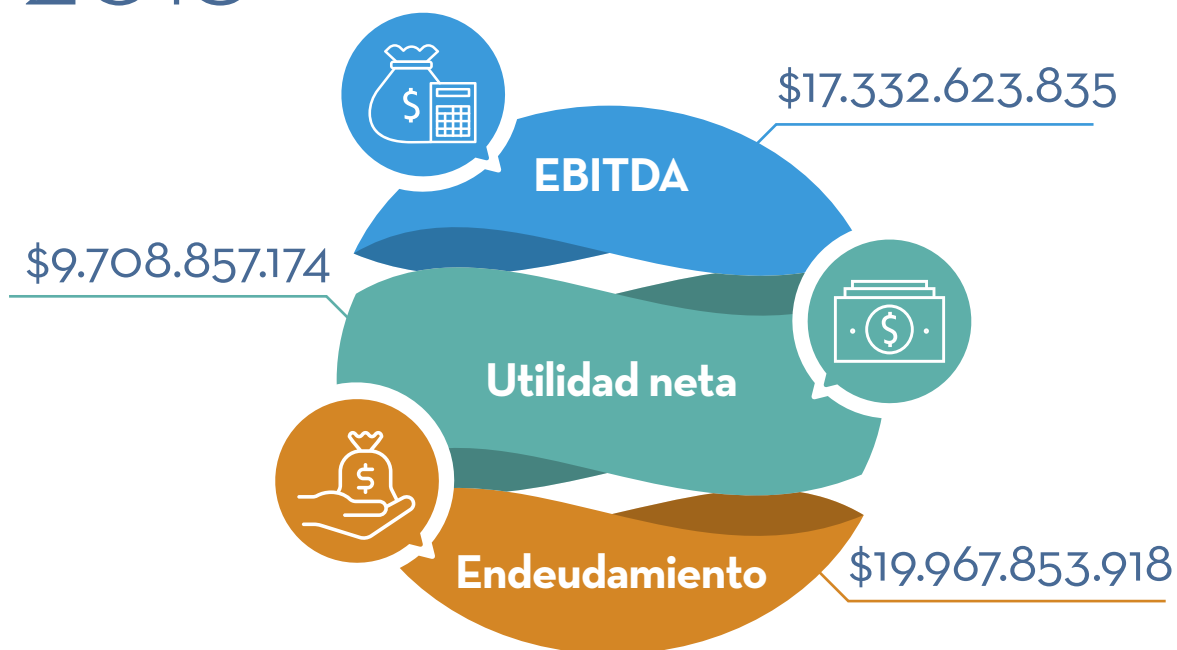 $17.332.623.835
EBITDA
$9.708.857.174
Utilidad neta
Endeudamiento
$19.967.853.918